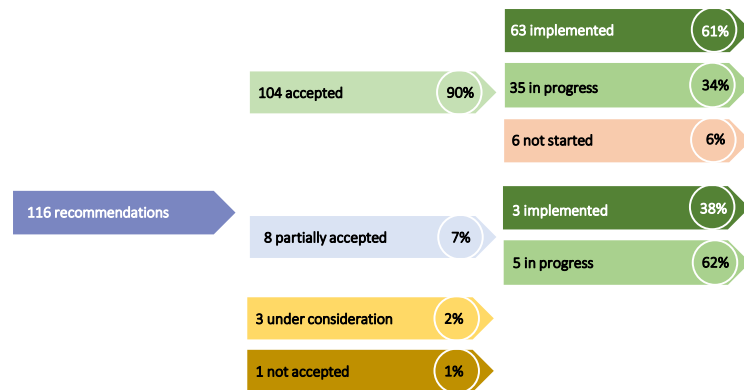 63 implemented 61%
104 accepted 90%
35 in progress 34%
6 not started 6%
116 recommendations
3 implemented 38%
8 partially accepted 7%
5 in progress 62%
3 under consideration 2%
1 not accepted 1%